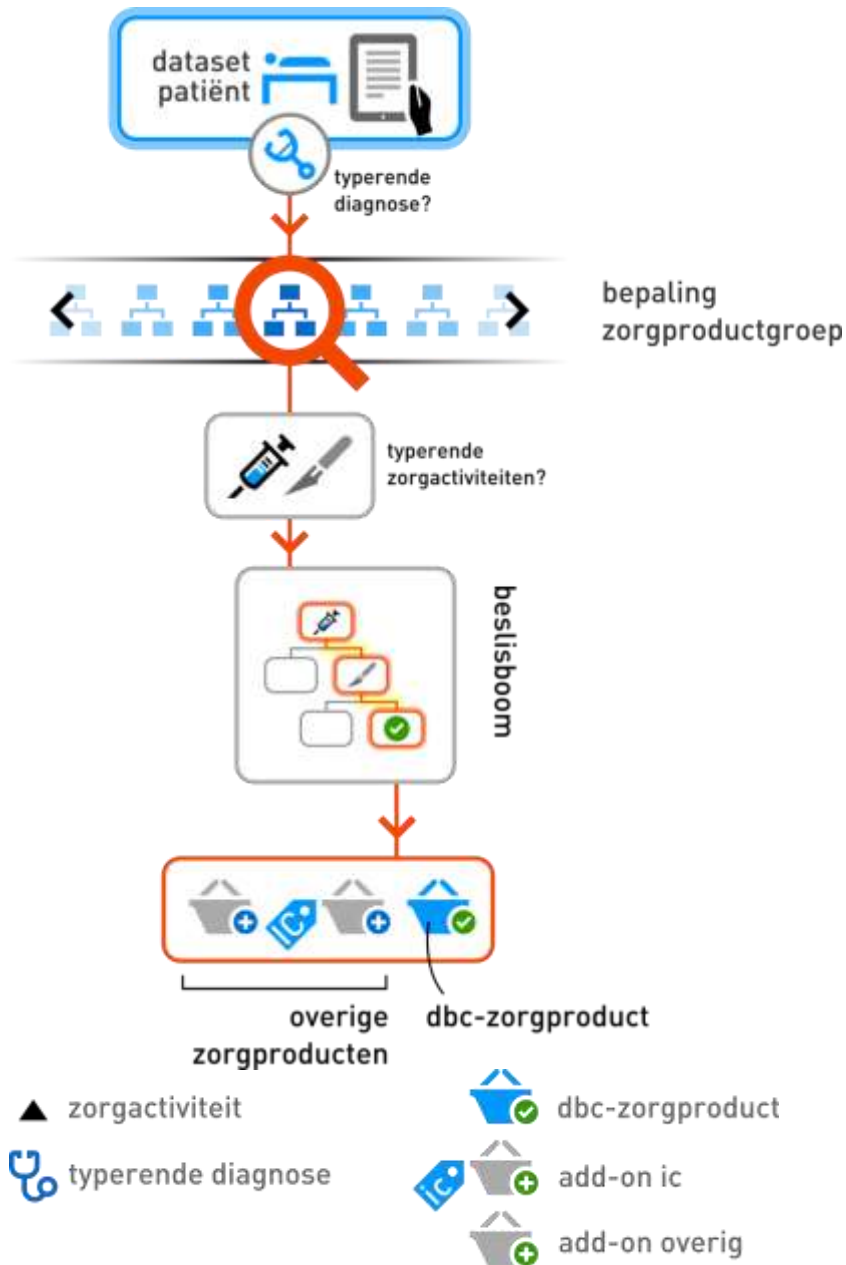 dataset
patiënt
typerende
diagnose?
bepaling
zorgproductgroep
typerende
zorgactiviteiten?
beslisboom
IC
overige
zorgproducten
dbc-zorgproduct
zorgactiviteit
dbc-zorgproduct
typerende diagnose
ic
add-on ic
add-on overig